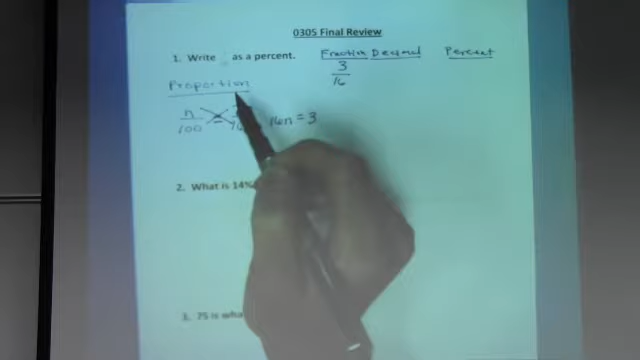 0305 Final Review
1. Write as a percent. Fraction Decimal Percent
3
16
Proportion
n
100 = 16 16n = 3
2. What is 14%
3. 75 is wha